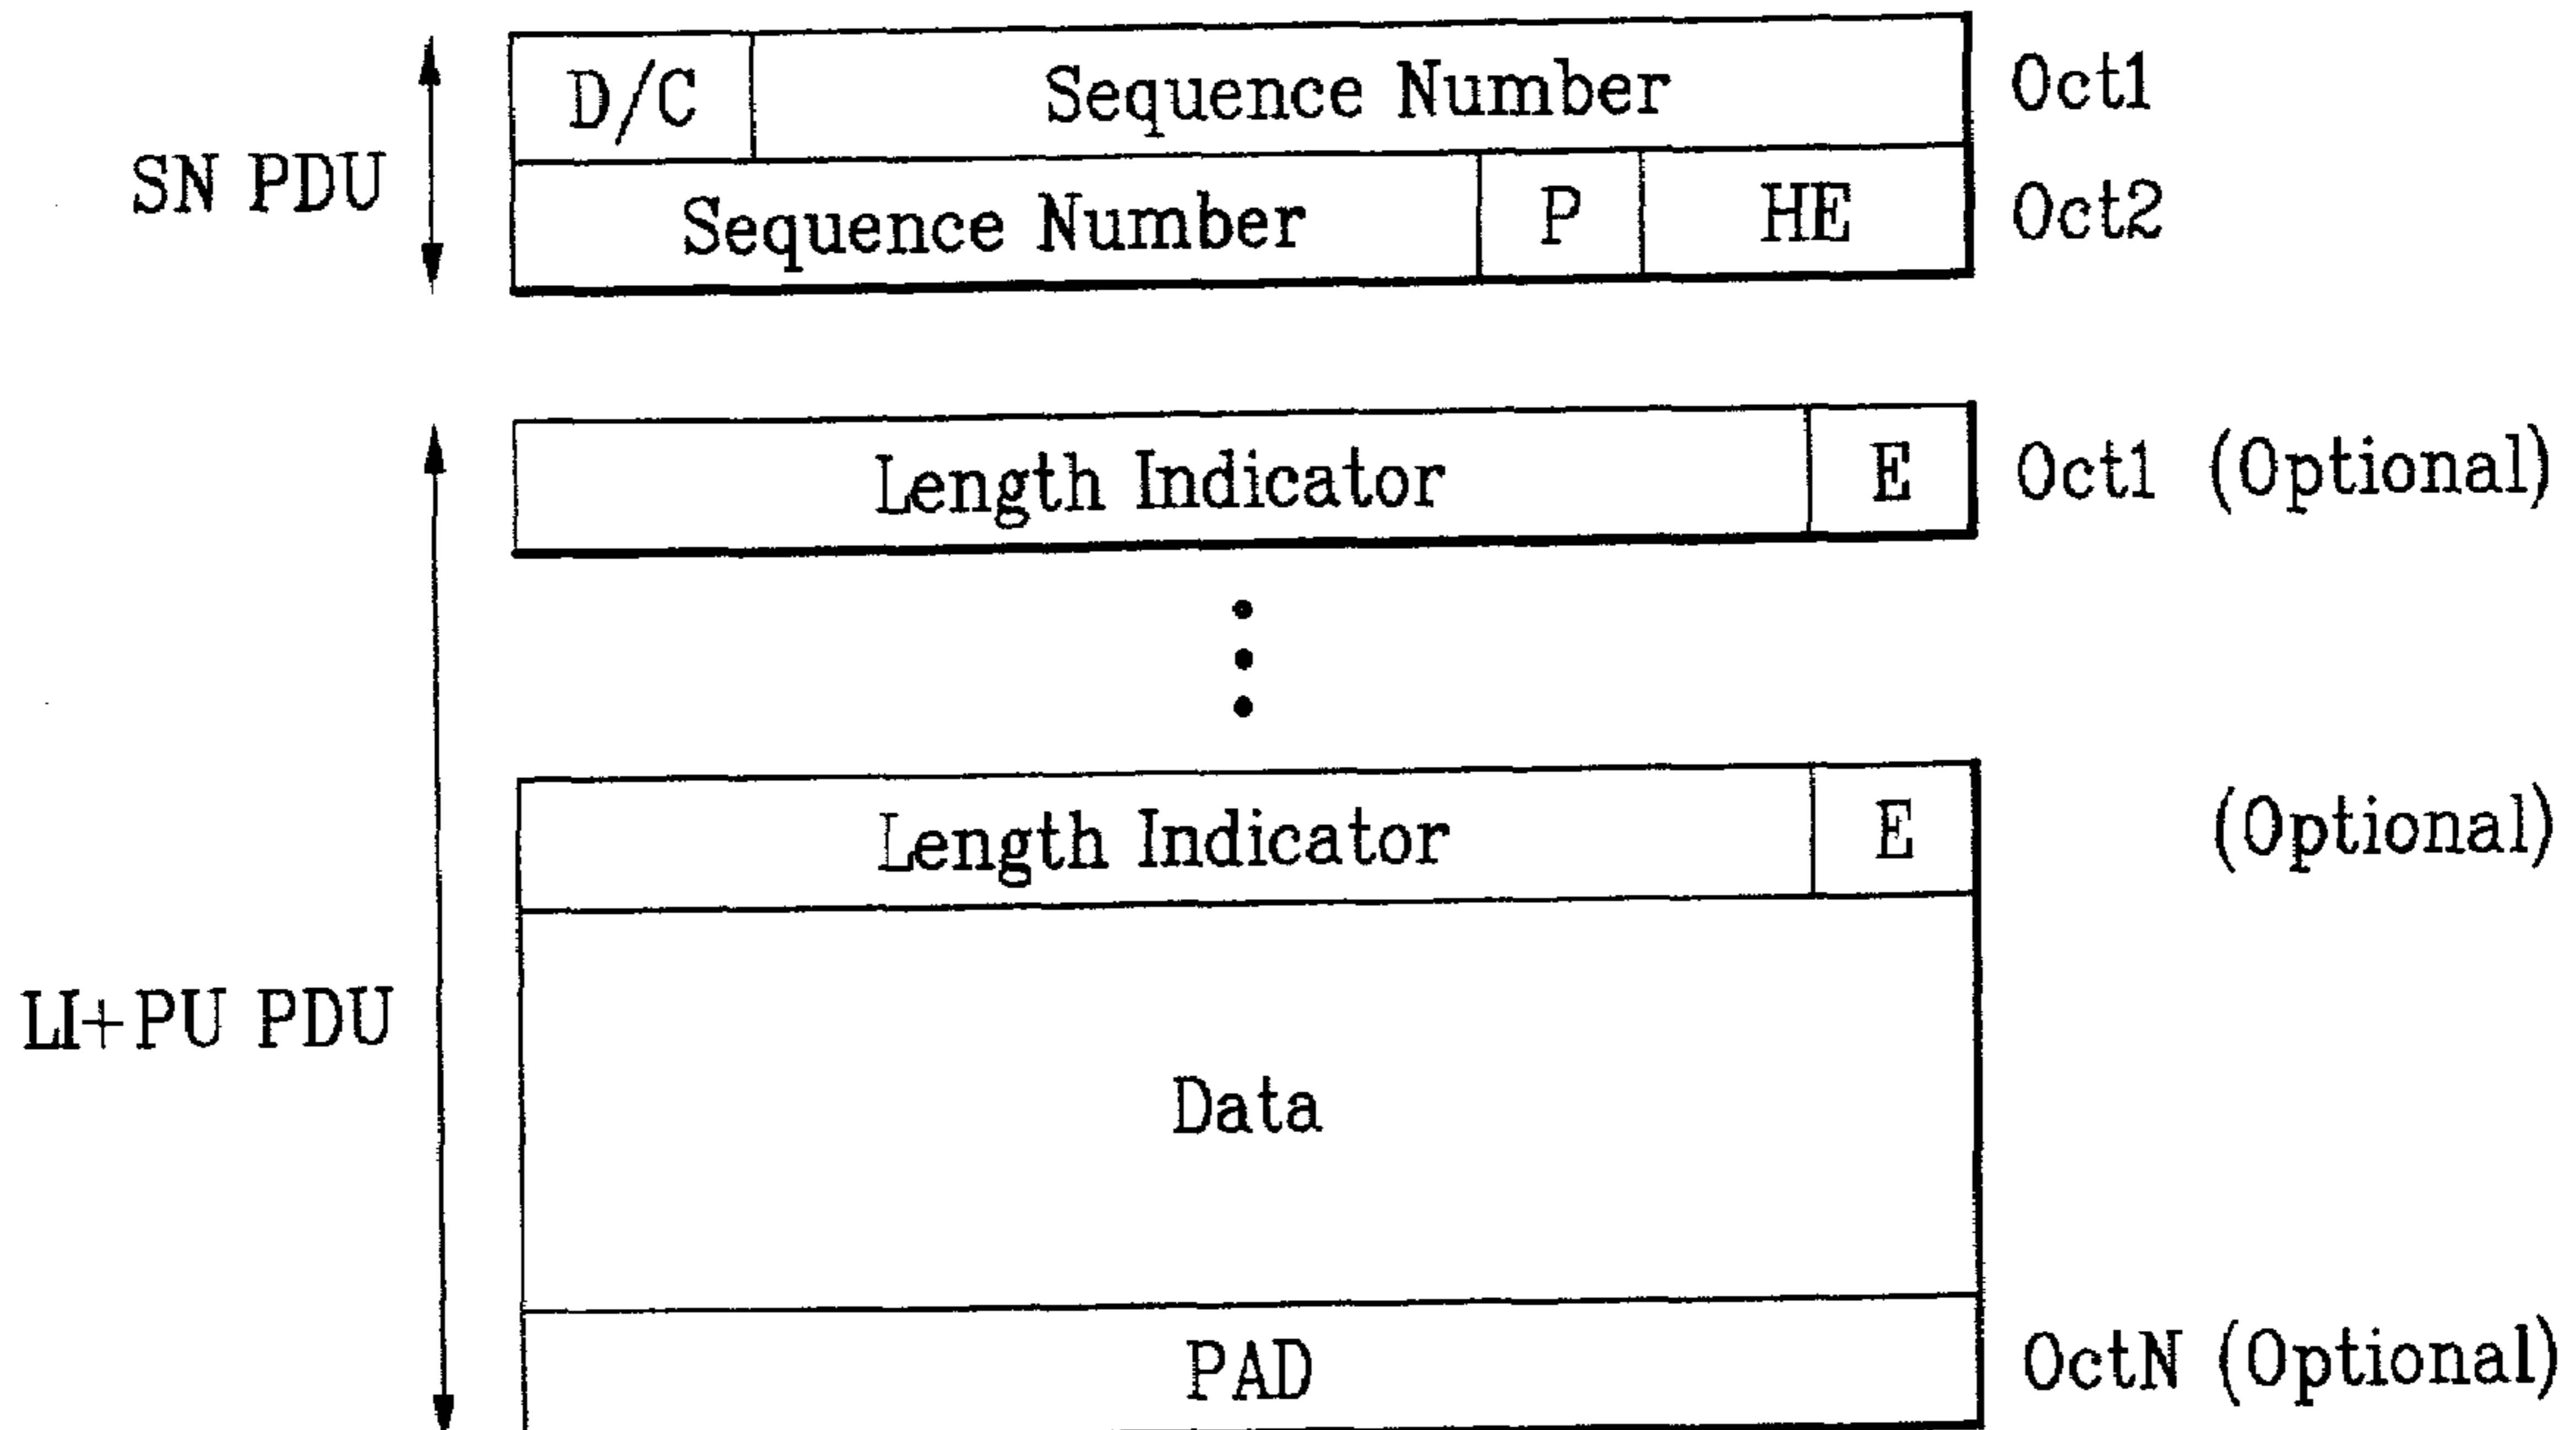 D/C Sequence Number Oct1
SN PDU
Sequence Number P HE Oct2
Length Indicator E Oct1 (Optional)
Length Indicator E (Optional)
LI+PU PDU
Data
PAD OctN (Optional)